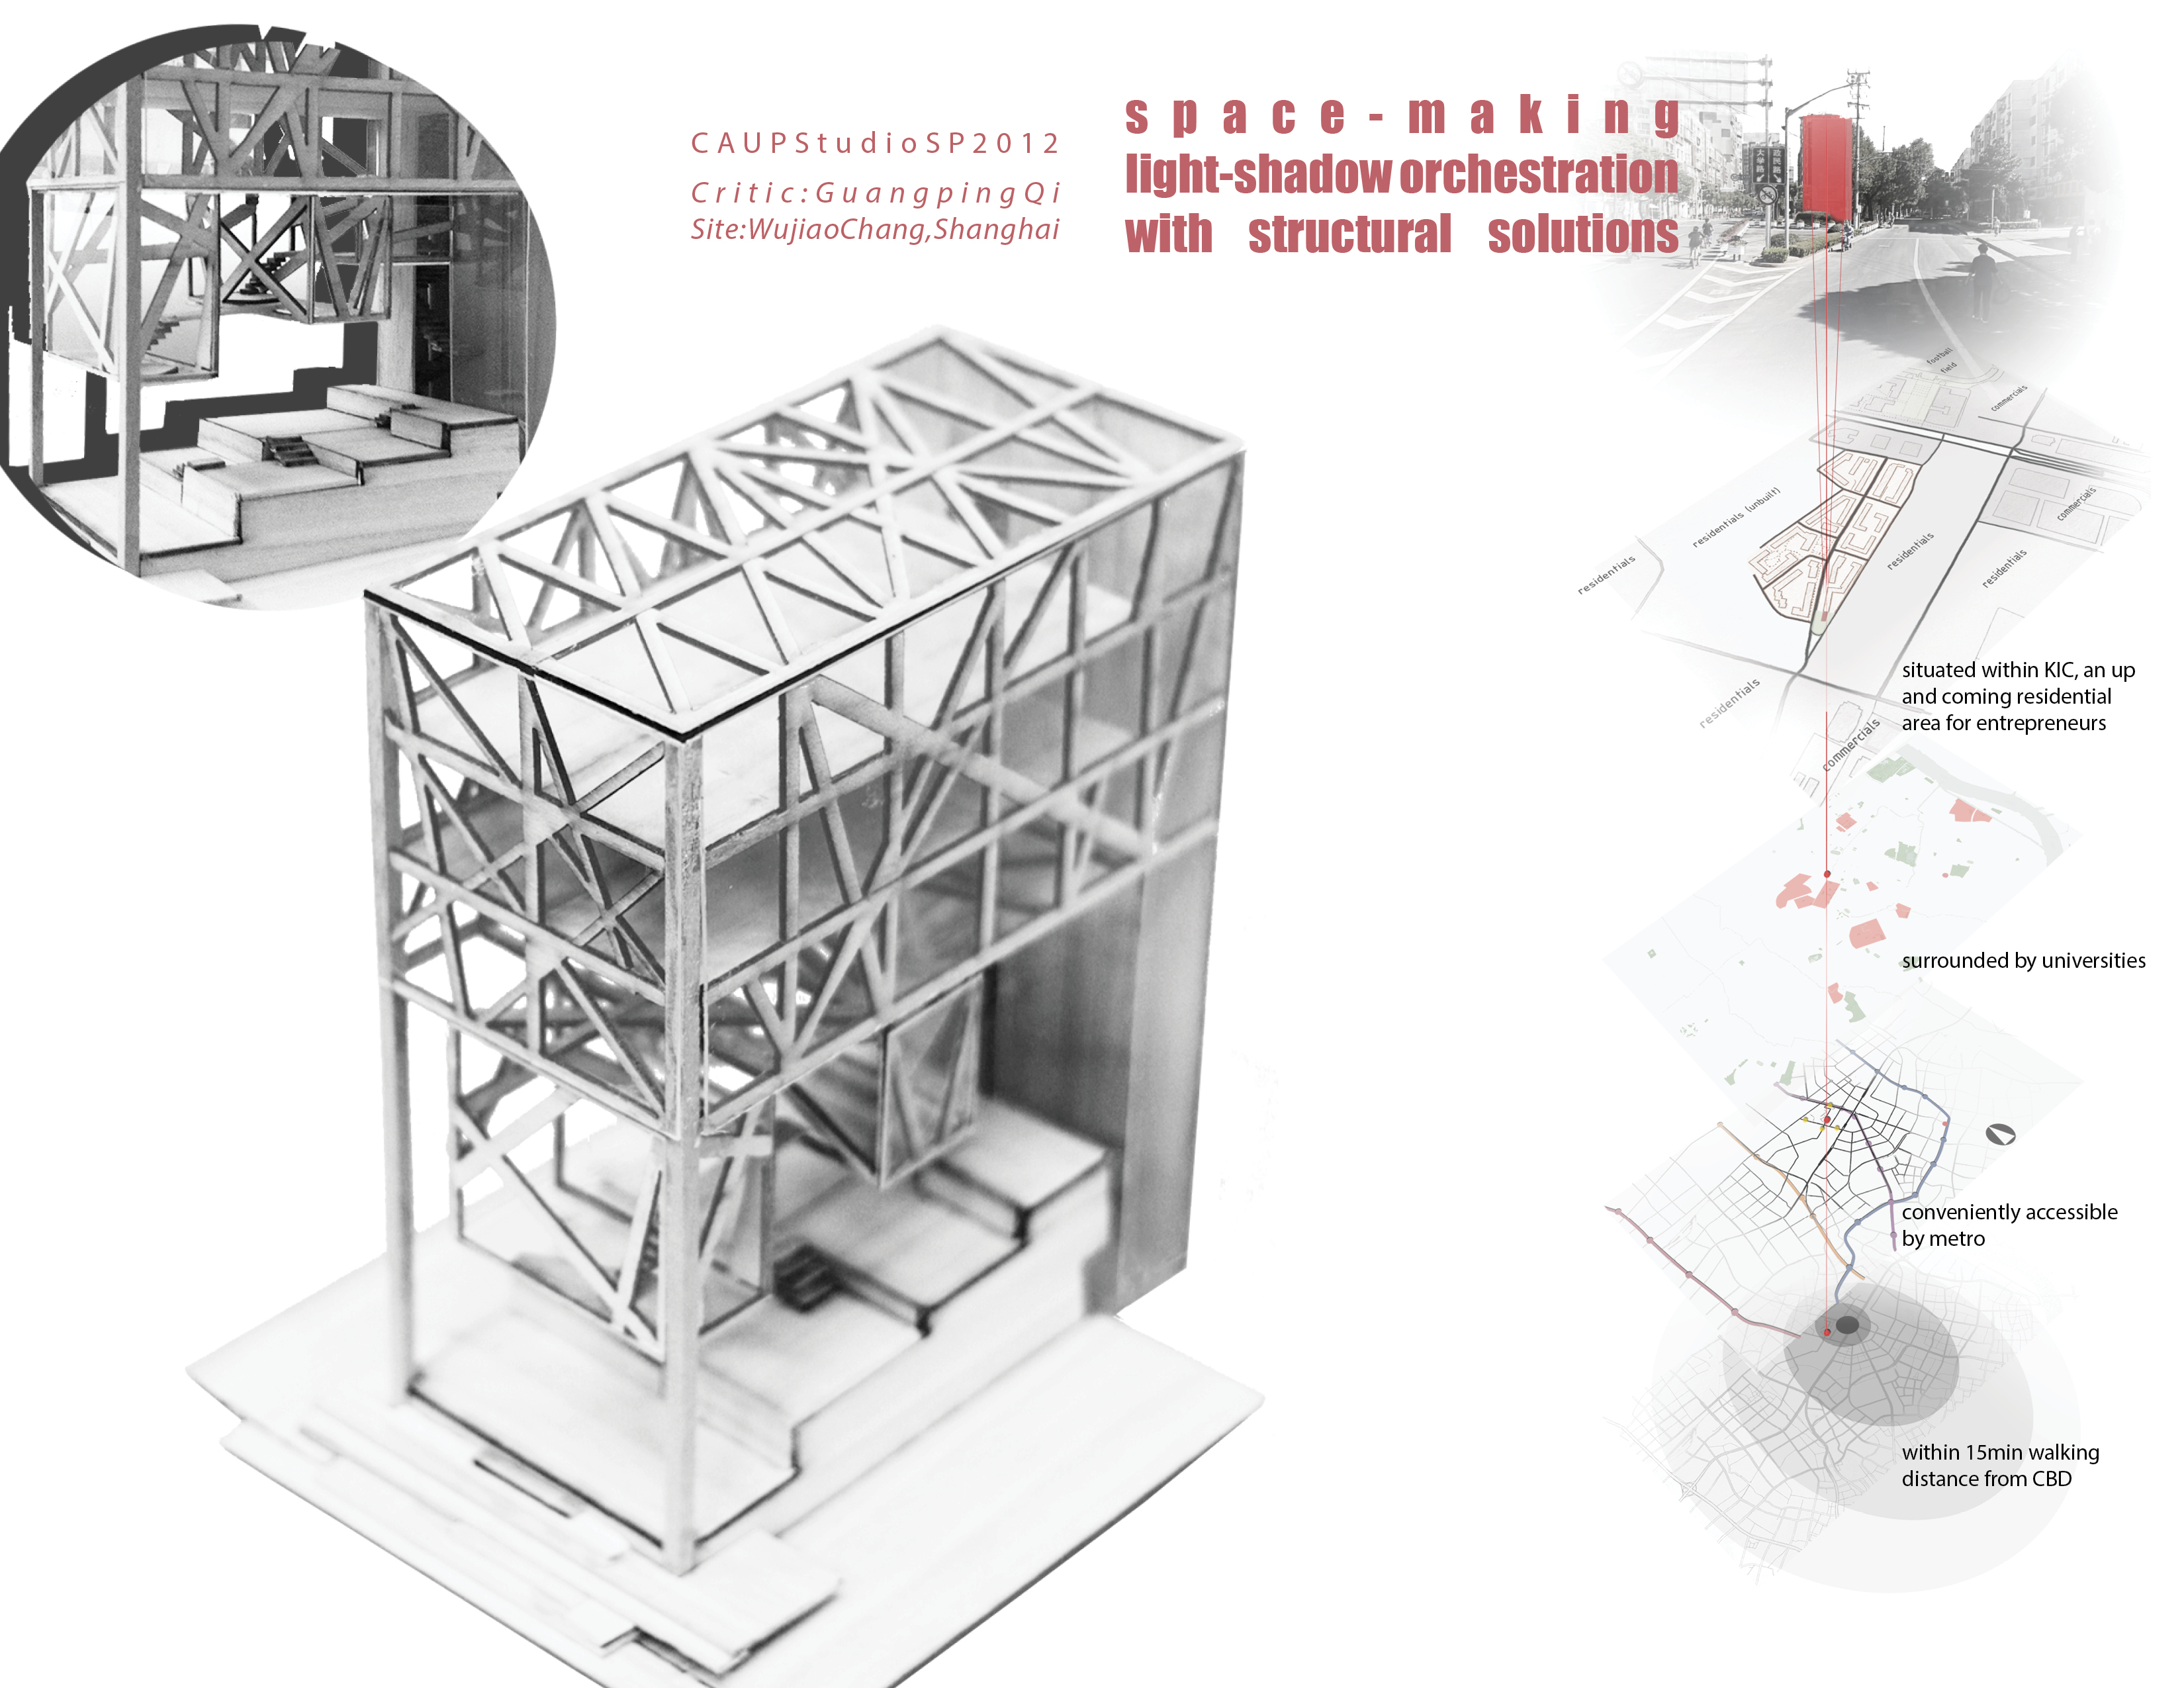 CAUPStudioSP2012
Critic:GuangpingQi
Site:WujiaoChang,Shanghai
space-making
light-shadow orchestration
with structural solutions
football
field
commercials
residentials (unbuilt)
commercials
residentials
residentials
residentials
residentials
commercials
situated within KIC, an up
and coming residential
area for entrepreneurs
surrounded by universities
conveniently accessible
by metro
within 15min walking
distance from CBD